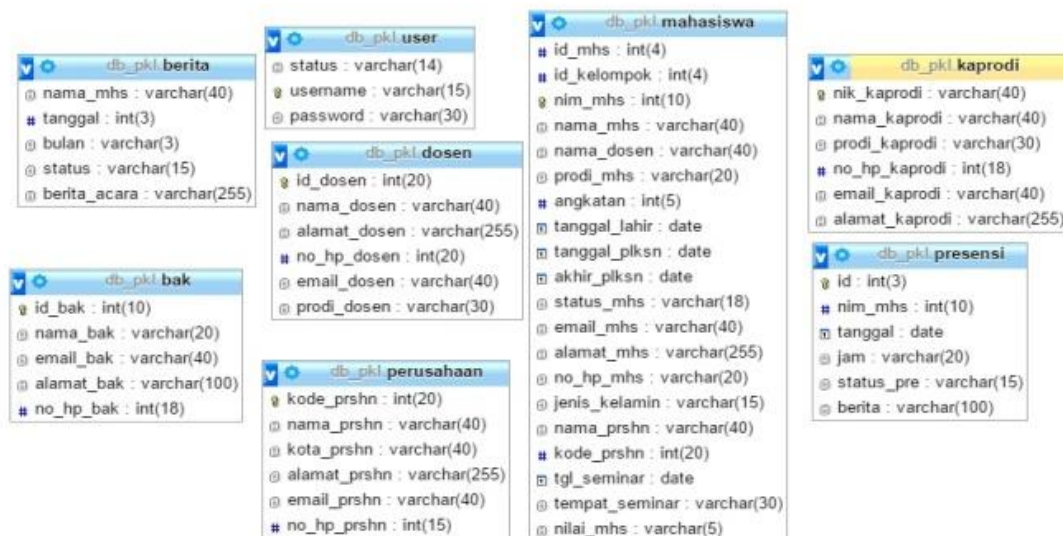 db_pkl.berita
nama_mhs : varchar(40)
tanggal : int(3)
bulan : varchar(3)
status : varchar(15)
berita_acara : varchar(255)
db_pkl.user
status : varchar(14)
username : varchar(15)
password : varchar(30)
db_pkl.dosen
id_dosen : int(20)
nama_dosen : varchar(40)
alamat_dosen : varchar(255)
no_hp_dosen : int(20)
email_dosen : varchar(40)
prodi_dosen : varchar(30)
db_pkl.bak
id_bak : int(10)
nama_bak : varchar(20)
email_bak : varchar(40)
alamat_bak : varchar(100)
no_hp_bak : int(18)
db_pkl.perusahaan
kode_prshn : int(20)
nama_prshn : varchar(40)
kota_prshn : varchar(40)
alamat_prshn : varchar(255)
email_prshn : varchar(40)
no_hp_prshn : int(15)
db_pkl.mahasiswa
id_mhs : int(4)
id_kelompok : int(4)
nim_mhs : int(10)
nama_mhs : varchar(40)
nama_dosen : varchar(40)
prodi_mhs : varchar(20)
angkatan : int(5)
tanggal_lahir : date
tanggal_plksn : date
akhir_plksn : date
status_mhs : varchar(18)
email_mhs : varchar(40)
alamat_mhs : varchar(255)
no_hp_mhs : varchar(20)
jenis_kelamin : varchar(15)
nama_prshn : varchar(40)
kode_prshn : int(20)
tgl_seminar : date
tempat_seminar : varchar(30)
nilai_mhs : varchar(5)
db_pkl.kaprodi
nik_kaprodi : varchar(40)
nama_kaprodi : varchar(40)
prodi_kaprodi : varchar(30)
no_hp_kaprodi : int(18)
email_kaprodi : varchar(40)
alamat_kaprodi : varchar(255)
db_pkl.presensi
id : int(3)
nim_mhs : int(10)
tanggal : date
jam : varchar(20)
status_pre : varchar(15)
berita : varchar(100)